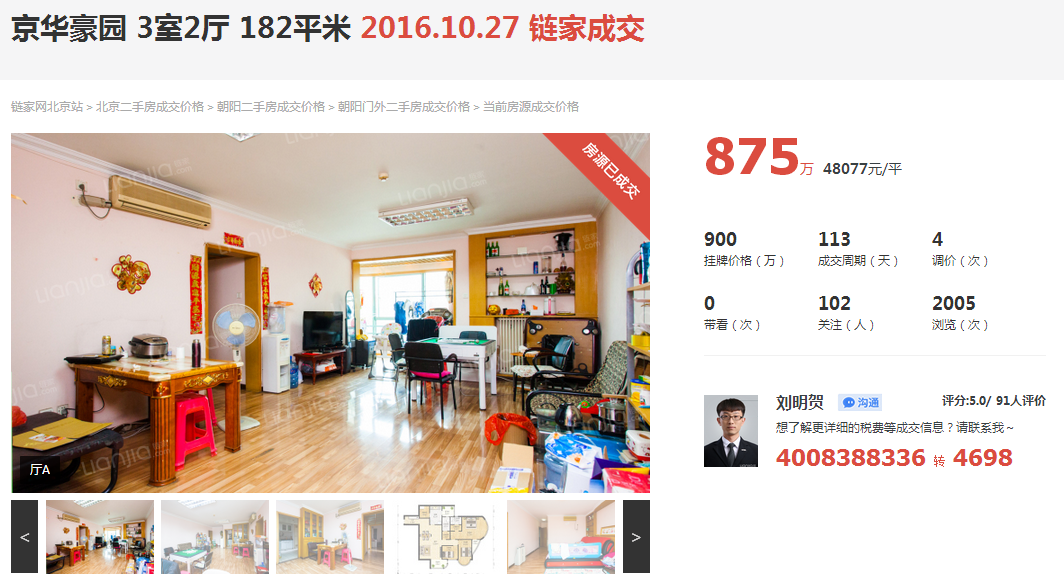 京华豪园 3室2厅 182平米 2016.10.27 链家成交
链家网北京站 > 北京二手房成交价格 > 朝阳二手房成交价格 > 朝阳门外二手房成交价格 > 当前房源成交价格
房源已成交
875万 48077元/平
900 113 4
挂牌价格（万） 成交周期（天） 调价（次）
0 102 2005
带看（次） 关注（人） 浏览（次）
刘明贺 沟通 评分:5.0/ 91人评价
想了解更详细的税费等成交信息？请联系我～
4008388336 转 4698
厅A
< >
Lianjia
Lianjia
Lianjia
Lianjia